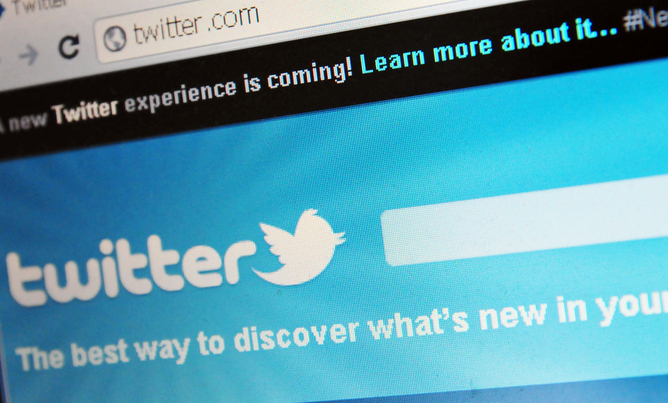 Twitter
twitter.com
A new Twitter experience is coming! Learn more about it... #Ne
twitter
The best way to discover what's new in your